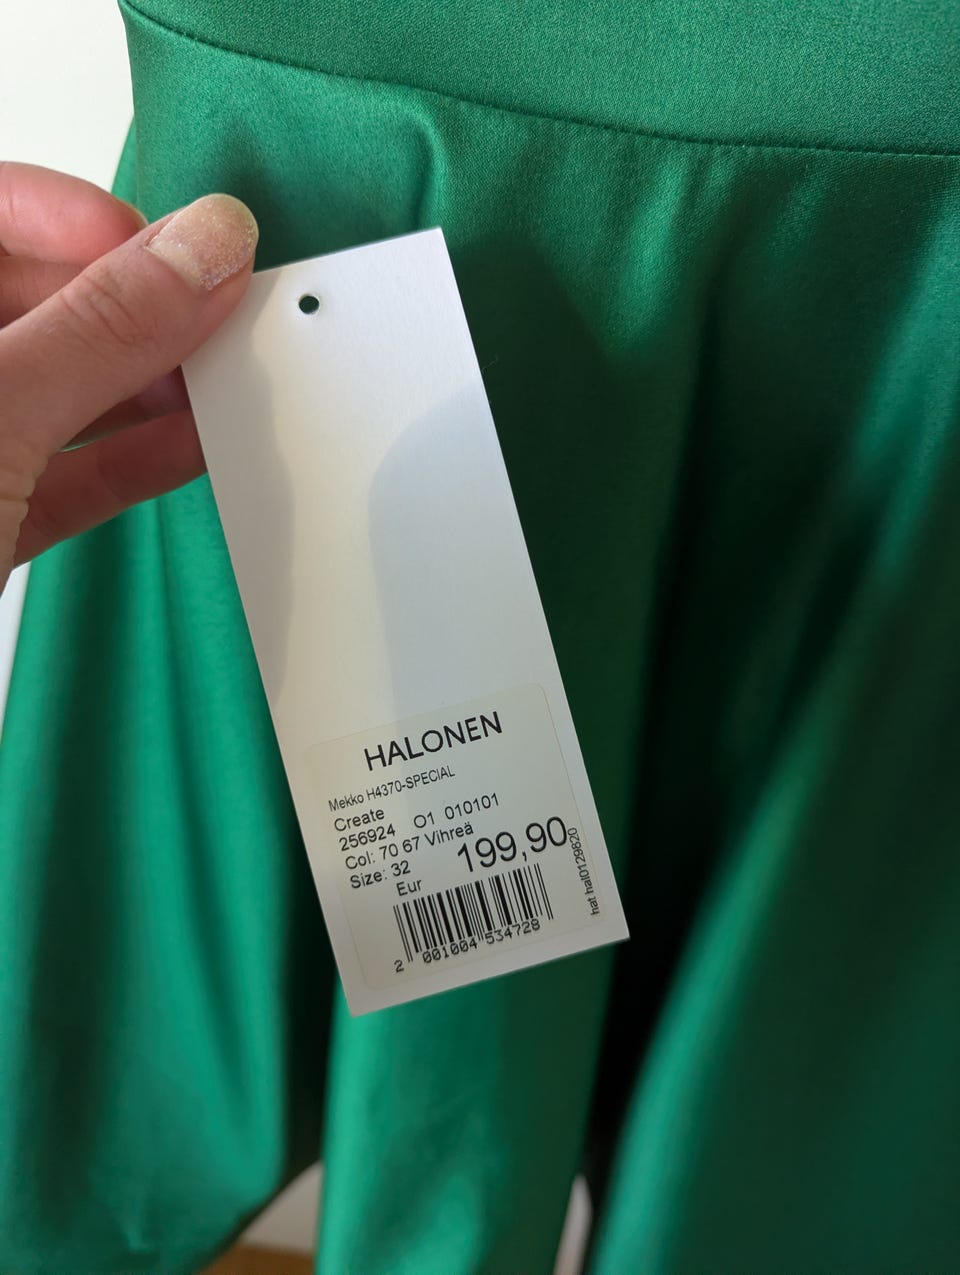 HALONEN
Mekko H4370-SPECIAL
Create
256924 O1 010101
Col: 70 67 Vihreä
Size: 32 199,90
Eur
2 001004 534728
hat hal0129820